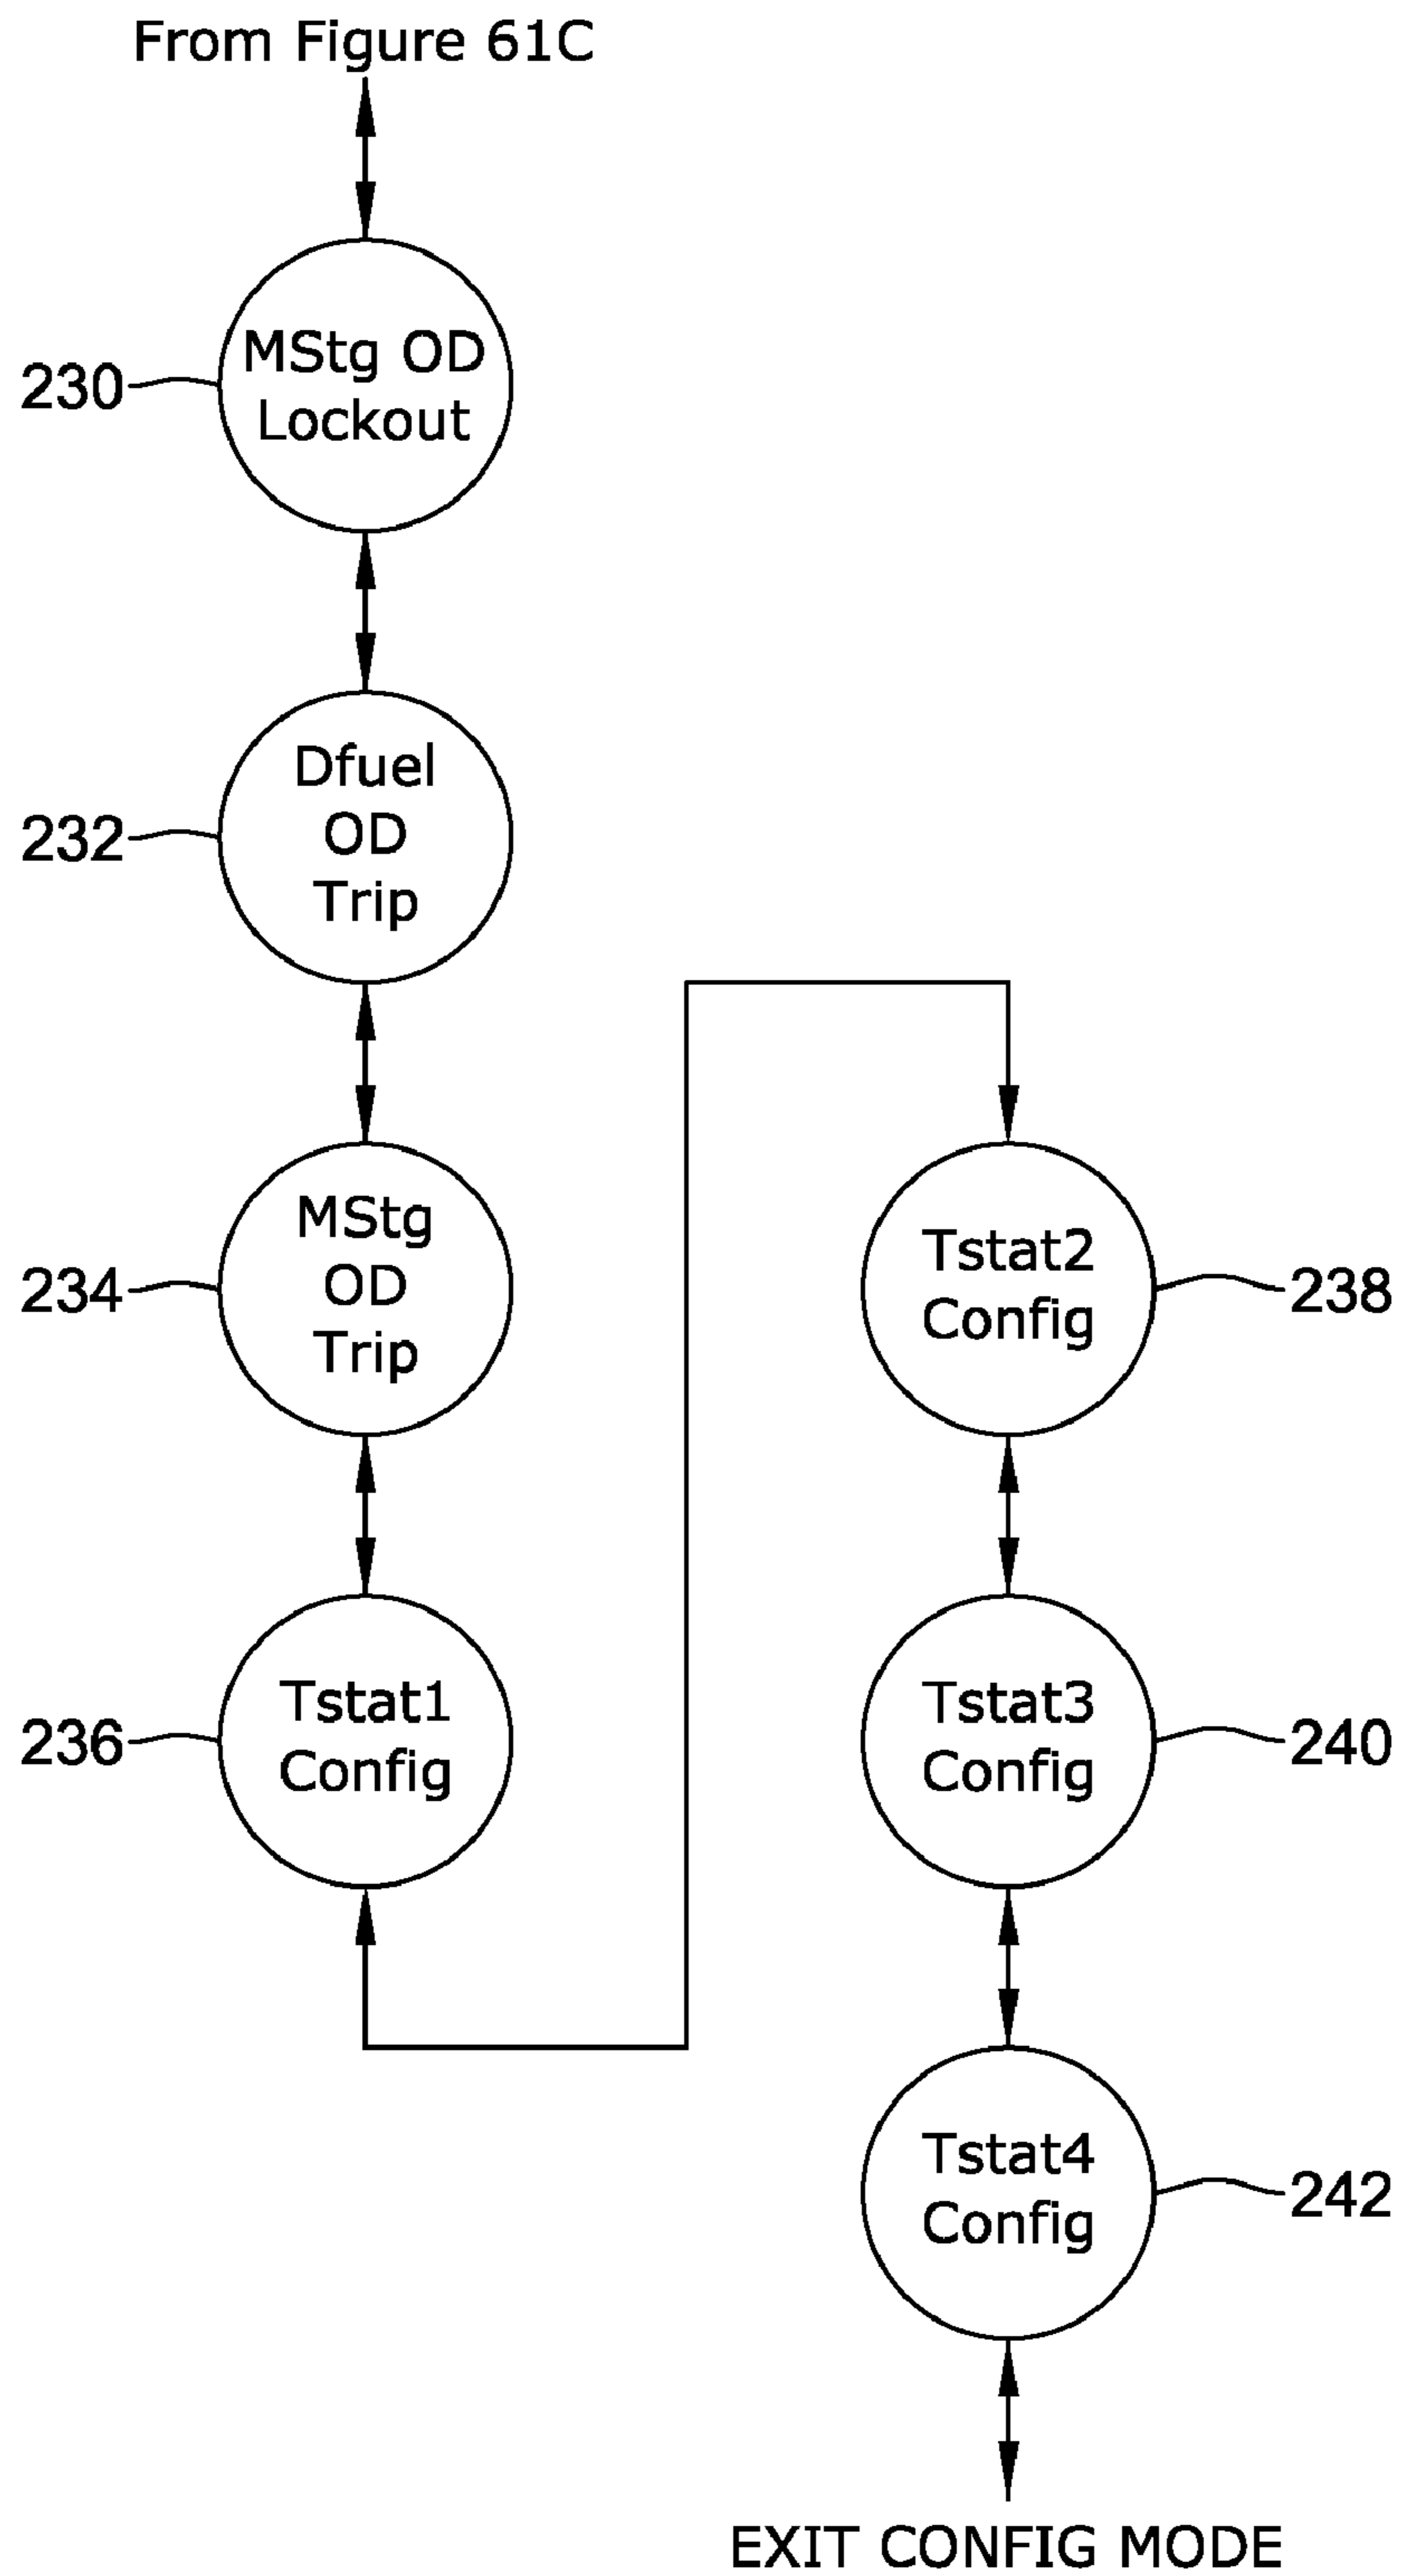 From Figure 61C
MStg OD
Lockout
230
Dfuel
OD
Trip
232
MStg
OD
Trip
234
Tstat1
Config
236
Tstat2
Config
238
Tstat3
Config
240
Tstat4
Config
242
EXIT CONFIG MODE